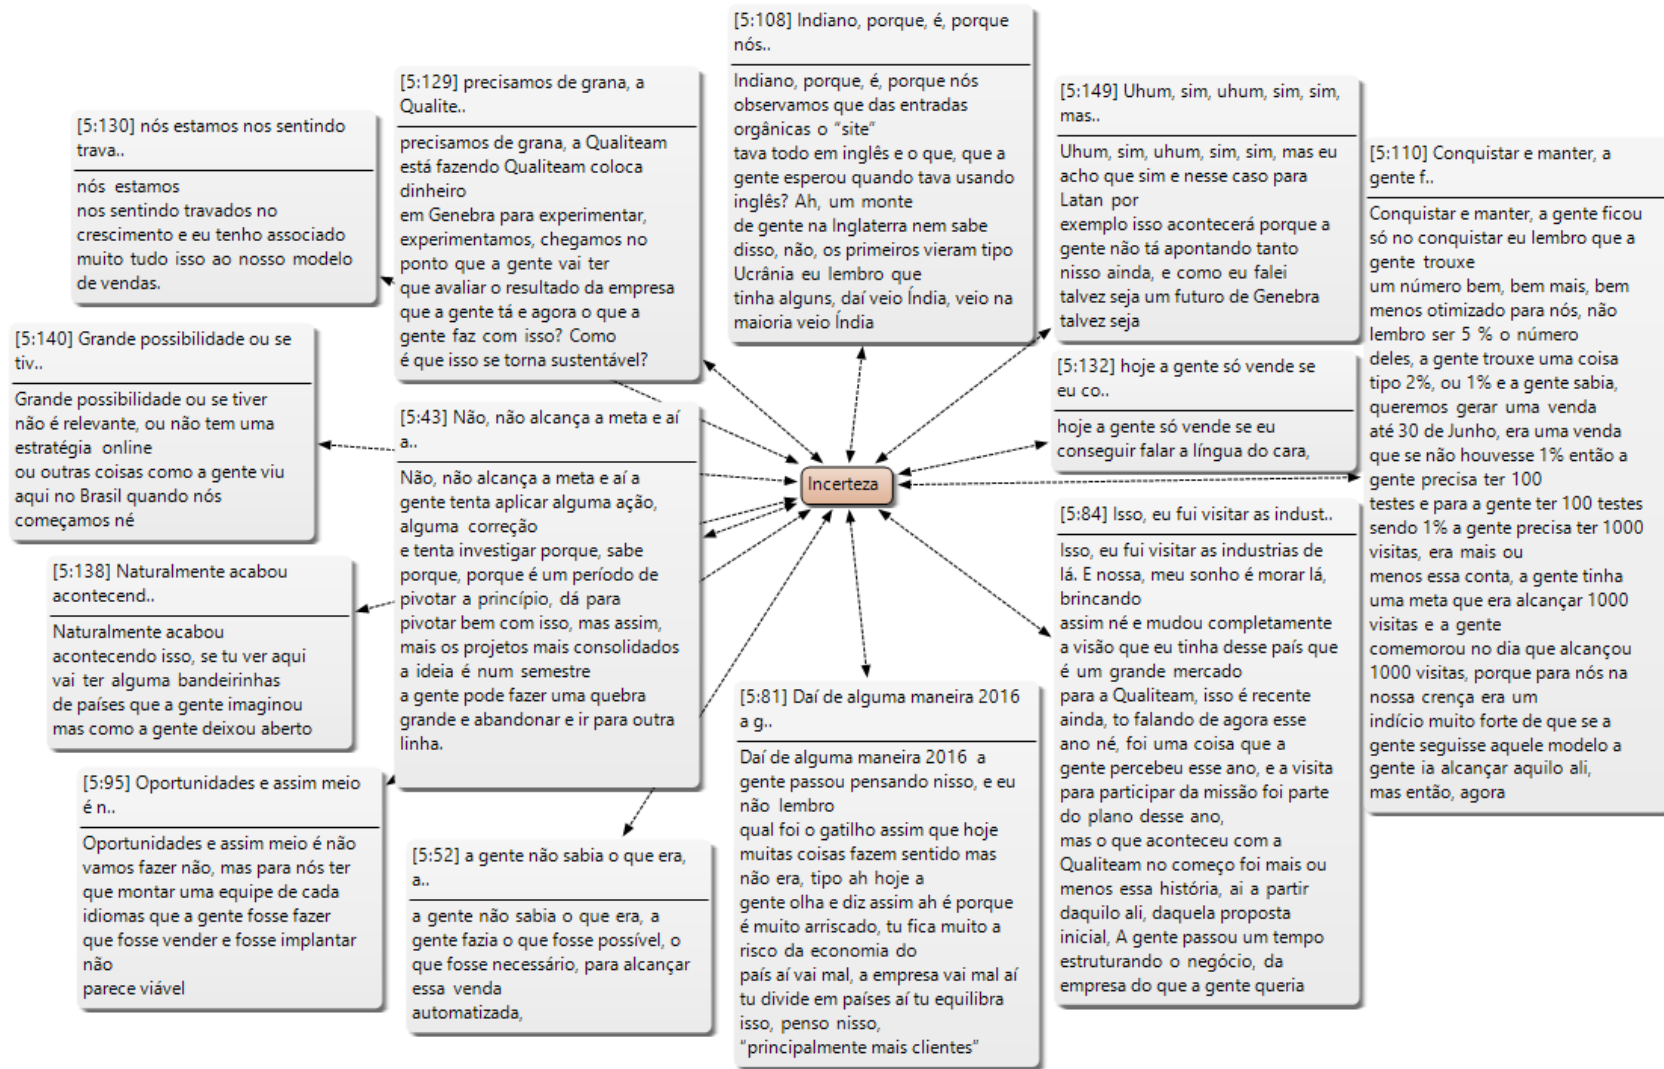 [5:130] nós estamos nos sentindo
trava..
nós estamos
nos sentindo travados no
crescimento e eu tenho associado
muito tudo isso ao nosso modelo
de vendas.
[5:129] precisamos de grana, a
Qualite..
precisamos de grana, a Qualiteam
está fazendo Qualiteam coloca
dinheiro
em Genebra para experimentar,
experimentamos, chegamos no
ponto que a gente vai ter
que avaliar o resultado da empresa
que a gente tá e agora o que a
gente faz com isso? Como
é que isso se torna sustentável?
[5:108] Indiano, porque, é, porque
nós..
Indiano, porque, é, porque nós
observamos que das entradas
orgânicas o “site”
tava todo em inglês e o que, que a
gente esperou quando tava usando
inglês? Ah, um monte
de gente na Inglaterra nem sabe
disso, não, os primeiros vieram tipo
Ucrânia eu lembro que
tinha alguns, daí veio Índia, veio na
maioria veio Índia
[5:149] Uhum, sim, uhum, sim, sim,
mas..
Uhum, sim, uhum, sim, sim, mas eu
acho que sim e nesse caso para
Latan por
exemplo isso acontecerá porque a
gente não tá apontando tanto
nisso ainda, e como eu falei
talvez seja um futuro de Genebra
talvez seja
[5:110] Conquistar e manter, a
gente f..
Conquistar e manter, a gente ficou
só no conquistar eu lembro que a
gente trouxe
um número bem, bem mais, bem
menos otimizado para nós, não
lembro ser 5 % o número
deles, a gente trouxe uma coisa
tipo 2%, ou 1% e a gente sabia,
queremos gerar uma venda
até 30 de Junho, era uma venda
que se não houvesse 1% então a
gente precisa ter 100
testes e para a gente ter 100 testes
sendo 1% a gente precisa ter 1000
visitas, era mais ou
menos essa conta, a gente tinha
uma meta que era alcançar 1000
visitas e a gente
comemorou no dia que alcançou
1000 visitas, porque para nós na
nossa crença era um
indício muito forte de que se a
gente seguisse aquele modelo a
gente ia alcançar aquilo ali,
mas então, agora
[5:140] Grande possibilidade ou se
tiv..
Grande possibilidade ou se tiver
não é relevante, ou não tem uma
estratégia online
ou outras coisas como a gente viu
aqui no Brasil quando nós
começamos né
[5:43] Não, não alcança a meta e aí
a..
Não, não alcança a meta e aí a
gente tenta aplicar alguma ação,
alguma correção
e tenta investigar porque, sabe
porque, porque é um período de
pivotar a princípio, dá para
pivotar bem com isso, mas assim,
mais os projetos mais consolidados
a ideia é num semestre
a gente pode fazer uma quebra
grande e abandonar e ir para outra
linha.
[5:132] hoje a gente só vende se
eu co..
hoje a gente só vende se eu
conseguir falar a língua do cara,
Incerteza
[5:138] Naturalmente acabou
acontecend..
Naturalmente acabou
acontecendo isso, se tu ver aqui
vai ter alguma bandeirinhas
de países que a gente imaginou
mas como a gente deixou aberto
[5:84] Isso, eu fui visitar as indust..
Isso, eu fui visitar as industrias de
lá. E nossa, meu sonho é morar lá,
brincando
assim né e mudou completamente
a visão que eu tinha desse país que
é um grande mercado
para a Qualiteam, isso é recente
ainda, to falando de agora esse
ano né, foi uma coisa que a
gente percebeu esse ano, e a visita
para participar da missão foi parte
do plano desse ano,
mas o que aconteceu com a
Qualiteam no começo foi mais ou
menos essa história, ai a partir
daquilo ali, daquela proposta
inicial, A gente passou um tempo
estruturando o negócio, da
empresa do que a gente queria
[5:95] Oportunidades e assim meio
é n..
Oportunidades e assim meio é não
vamos fazer não, mas para nós ter
que montar uma equipe de cada
idiomas que a gente fosse fazer
que fosse vender e fosse implantar
não
parece viável
[5:52] a gente não sabia o que era,
a..
a gente não sabia o que era, a
gente fazia o que fosse possível, o
que fosse necessário, para alcançar
essa venda
automatizada,
[5:81] Daí de alguma maneira 2016
a g..
Daí de alguma maneira 2016 a
gente passou pensando nisso, e eu
não lembro
qual foi o gatilho assim que hoje
muitas coisas fazem sentido mas
não era, tipo ah hoje a
gente olha e diz assim ah é porque
é muito arriscado, tu fica muito a
risco da economia do
país aí vai mal, a empresa vai mal aí
tu divide em países aí tu equilibra
isso, penso nisso,
“principalmente mais clientes”